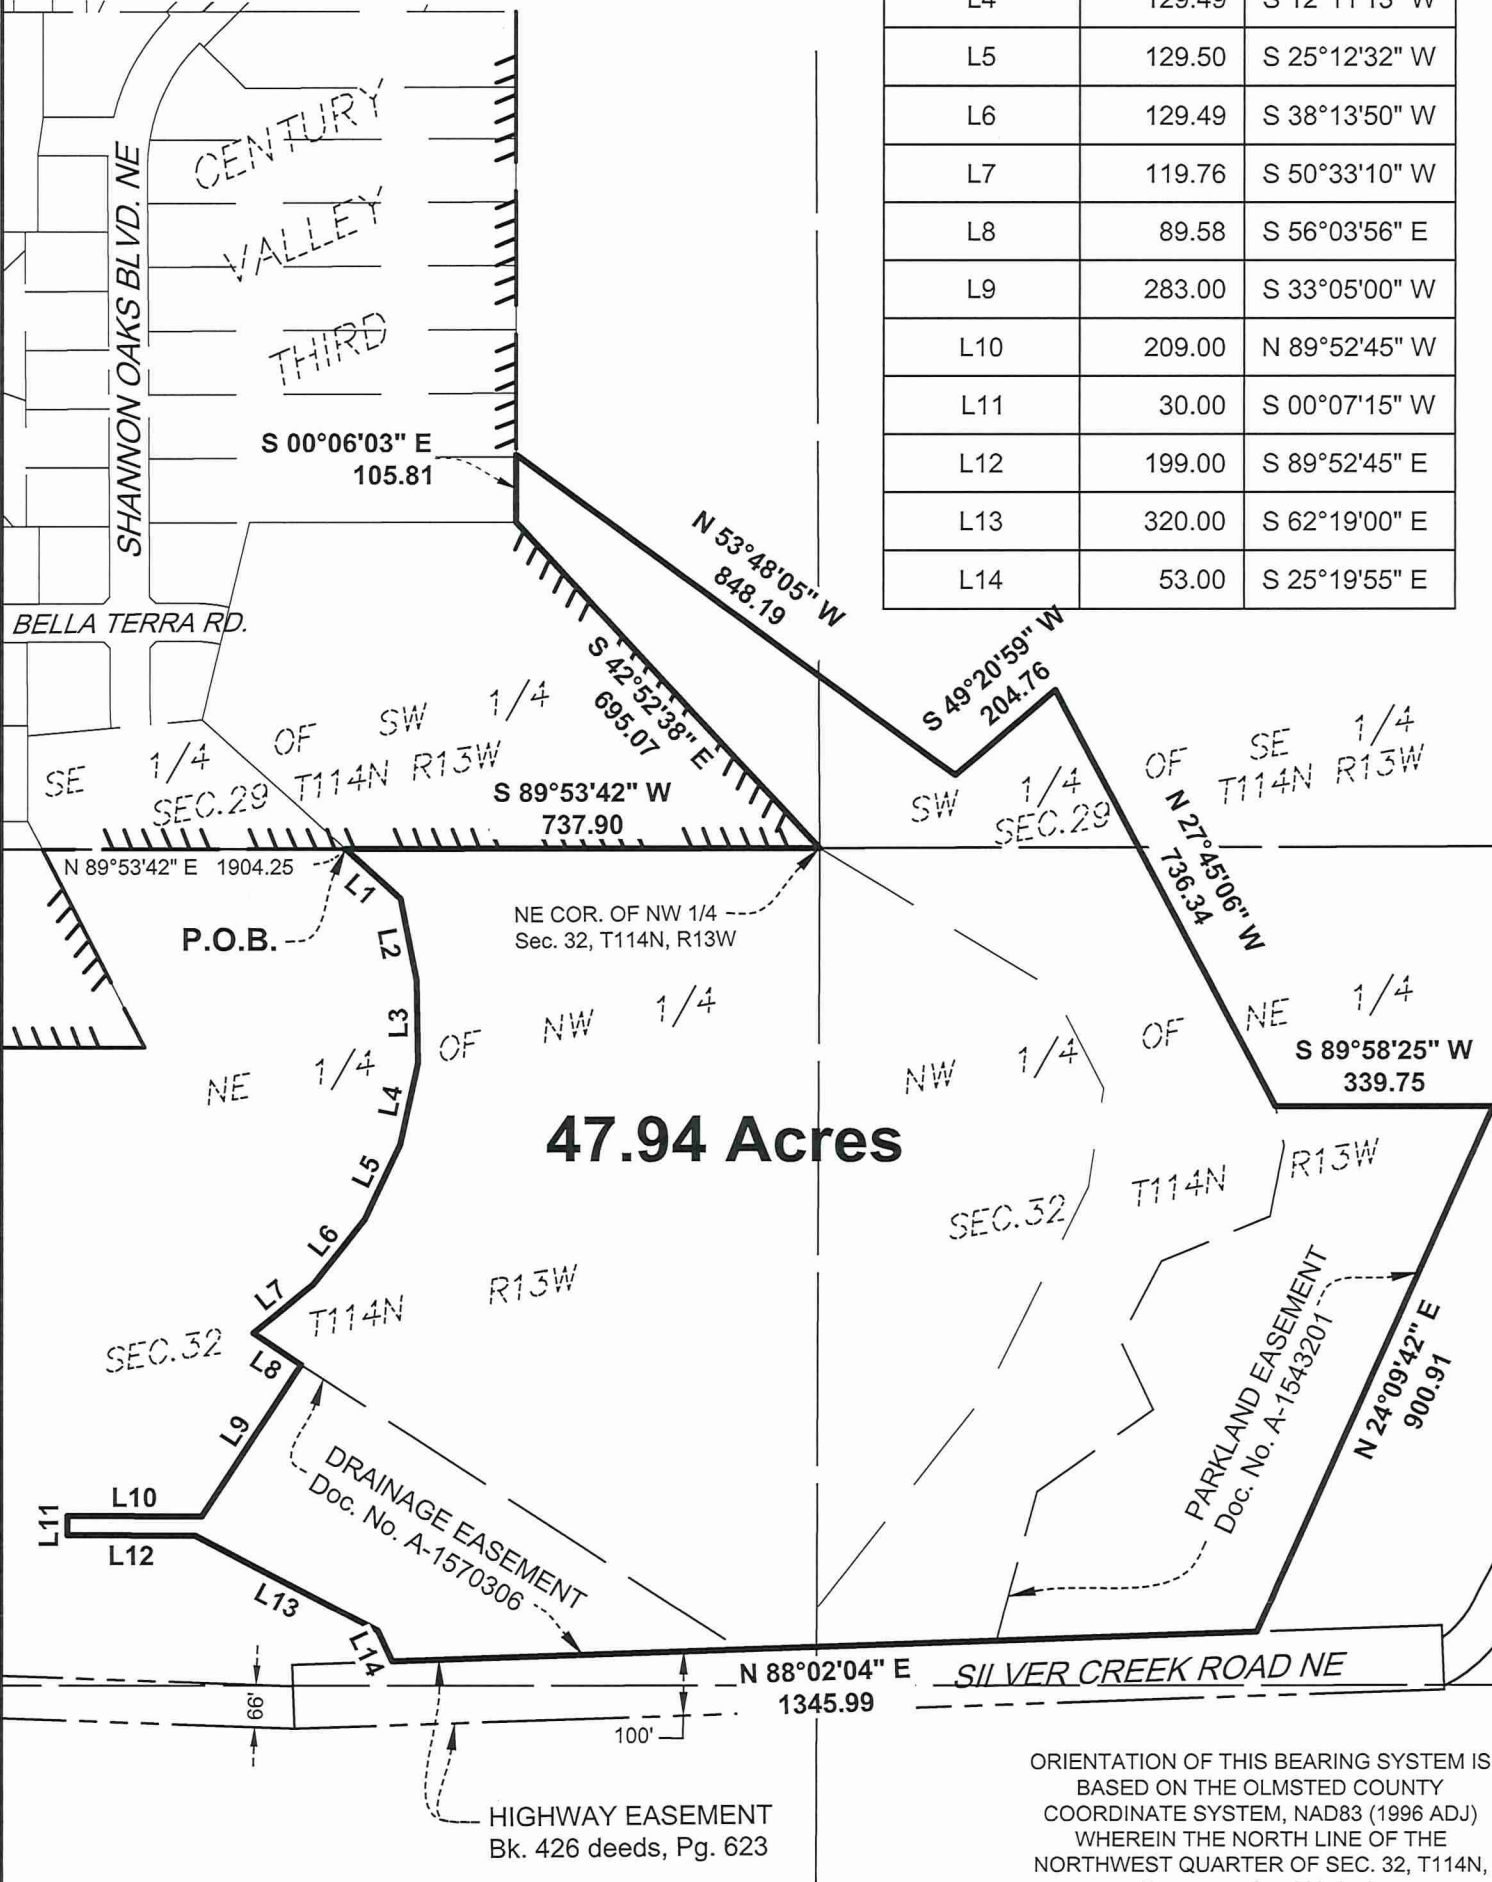 L4 129.49 S 12°11'13" W
L5 129.50 S 25°12'32" W
L6 129.49 S 38°13'50" W
L7 119.76 S 50°33'10" W
L8 89.58 S 56°03'56" E
L9 283.00 S 33°05'00" W
L10 209.00 N 89°52'45" W
L11 30.00 S 00°07'15" W
L12 199.00 S 89°52'45" E
L13 320.00 S 62°19'00" E
L14 53.00 S 25°19'55" E
CENTURY
VALLEY
THIRD
SHANNON OAKS BLVD. NE
S 00°06'03" E
105.81
BELLA TERRA RD.
N 53°48'05" W
848.19
S 42°52'38" E
695.07
S 49°20'59" W
204.76
SE 1/4 OF SW 1/4
SEC.29 T114N R13W
SW 1/4 OF SE 1/4
SEC.29 T114N R13W
S 89°53'42" W
737.90
N 27°45'06" W
736.34
N 89°53'42" E 1904.25
P.O.B.
NE COR. OF NW 1/4
Sec. 32, T114N, R13W
L1
L2
L3
L4
L5
L6
L7
L8
L9
L10
L11
L12
L13
L14
NE 1/4 OF NW 1/4
SEC.32 T114N R13W
NW 1/4 OF NE 1/4
SEC.32 T114N R13W
S 89°58'25" W
339.75
47.94 Acres
DRAINAGE EASEMENT
Doc. No. A-1570306
PARKLAND EASEMENT
Doc. No. A-1543201
N 24°09'42" E
900.91
N 88°02'04" E
1345.99
SILVER CREEK ROAD NE
66'
100'
HIGHWAY EASEMENT
Bk. 426 deeds, Pg. 623
ORIENTATION OF THIS BEARING SYSTEM IS
BASED ON THE OLMSTED COUNTY
COORDINATE SYSTEM, NAD83 (1996 ADJ)
WHEREIN THE NORTH LINE OF THE
NORTHWEST QUARTER OF SEC. 32, T114N,